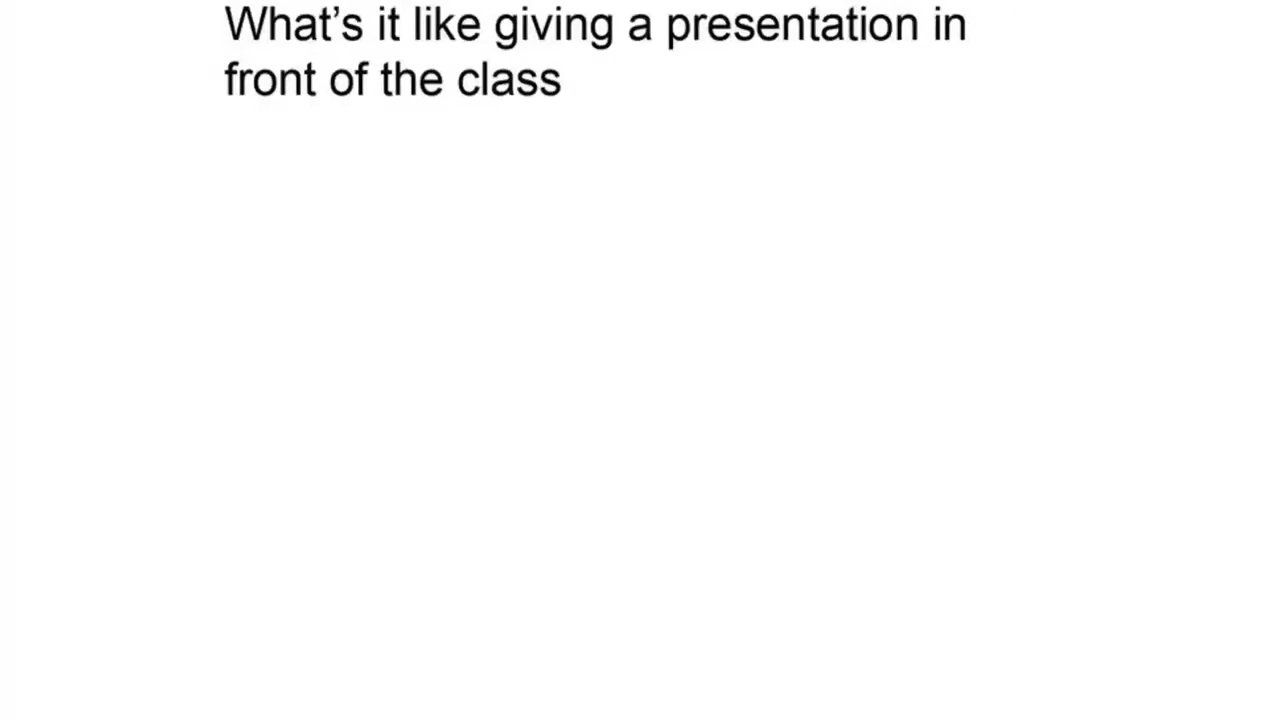 What’s it like giving a presentation in
front of the class